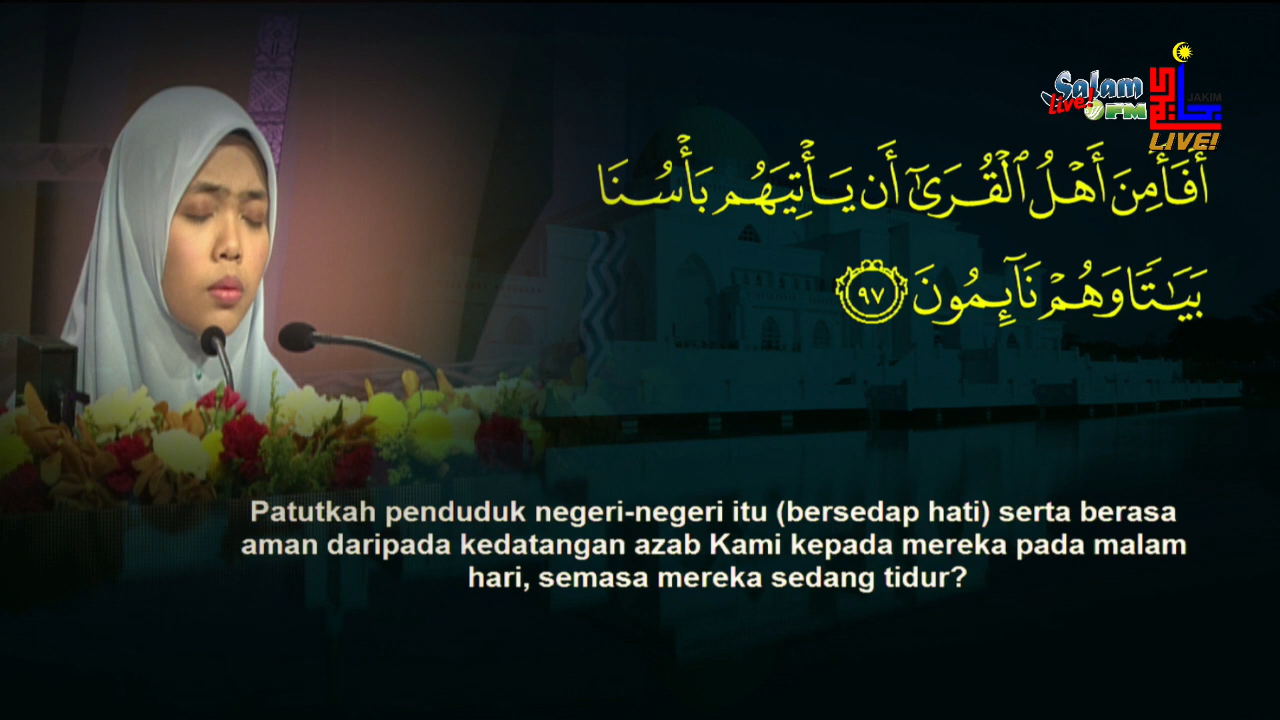 Salam
Live!
FM
JAKIM
LIVE!
أَفَأَمِنَ أَهْلُ ٱلْقُرَىٰٓ أَن يَأْتِيَهُم بَأْسُنَا
بَيَـٰتًا وَهُمْ نَآئِمُونَ ٩٧
Patutkah penduduk negeri-negeri itu (bersedap hati) serta berasa
aman daripada kedatangan azab Kami kepada mereka pada malam
hari, semasa mereka sedang tidur?